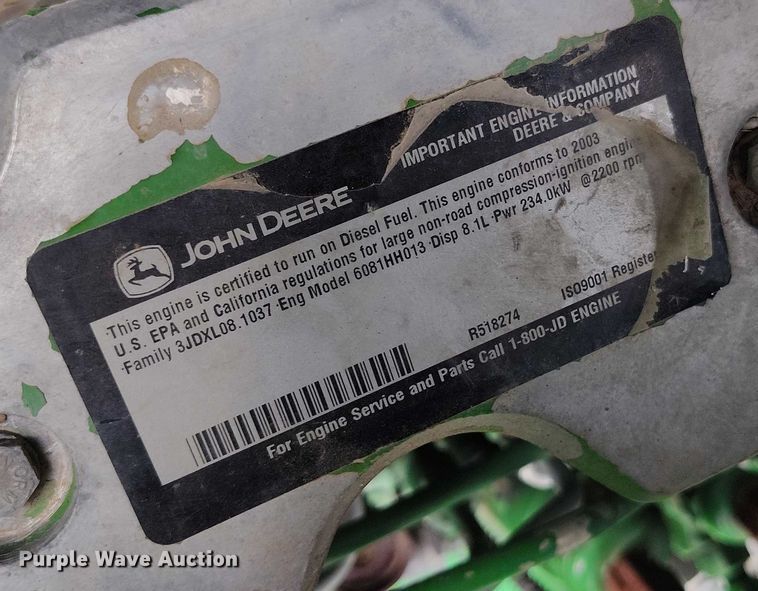 IMPORTANT ENGINE INFORMATION
DEERE & COMPANY
JOHN DEERE
This engine is certified to run on Diesel Fuel. This engine conforms to 2003
U.S. EPA and California regulations for large non-road compression-ignition
Family 3JDXL08.1037 Eng Model 6081HH013 Disp 8.1L Pwr 234.0kW @2200 rpm
R518274
ISO9001
For Engine Service and Parts Call 1-800-JD ENGINE
Purple Wave Auction